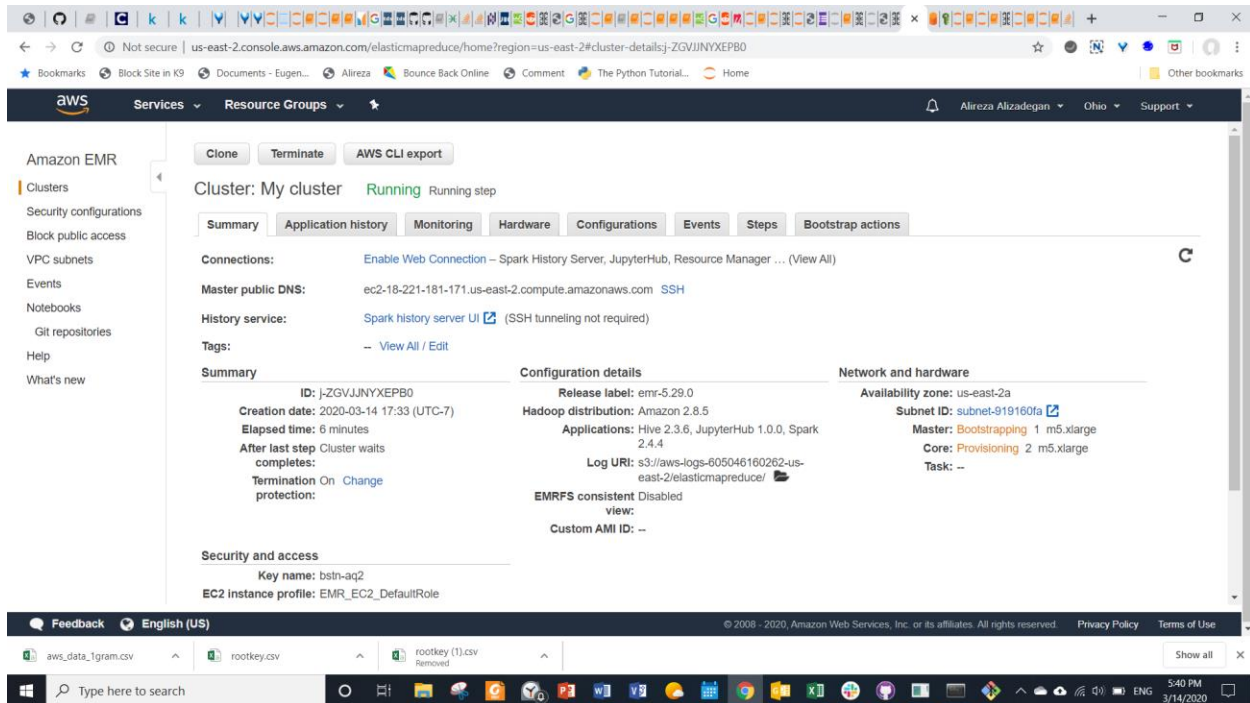 Not secure | us-east-2.console.aws.amazon.com/elasticmapreduce/home?region=us-east-2#cluster-details:j-ZGVJJNYXEPB0
Bookmarks Block Site in K9 Documents - Eugen... Alireza Bounce Back Online Comment The Python Tutorial... Home Other bookmarks
aws Services Resource Groups Alireza Alizadegan Ohio Support
Amazon EMR
Clusters
Security configurations
Block public access
VPC subnets
Events
Notebooks
Git repositories
Help
What's new
Clone Terminate AWS CLI export
Cluster: My cluster Running Running step
Summary Application history Monitoring Hardware Configurations Events Steps Bootstrap actions
Connections: Enable Web Connection – Spark History Server, JupyterHub, Resource Manager … (View All)
Master public DNS: ec2-18-221-181-171.us-east-2.compute.amazonaws.com SSH
History service: Spark history server UI (SSH tunneling not required)
Tags: -- View All / Edit
Summary
ID: j-ZGVJJNYXEPB0
Creation date: 2020-03-14 17:33 (UTC-7)
Elapsed time: 6 minutes
After last step Cluster waits
completes:
Termination On Change
protection:
Configuration details
Release label: emr-5.29.0
Hadoop distribution: Amazon 2.8.5
Applications: Hive 2.3.6, JupyterHub 1.0.0, Spark
2.4.4
Log URI: s3://aws-logs-605046160262-us-
east-2/elasticmapreduce/
EMRFS consistent Disabled
view:
Custom AMI ID: --
Network and hardware
Availability zone: us-east-2a
Subnet ID: subnet-919160fa
Master: Bootstrapping 1 m5.xlarge
Core: Provisioning 2 m5.xlarge
Task: --
Security and access
Key name: bstn-aq2
EC2 instance profile: EMR_EC2_DefaultRole
Feedback English (US) © 2008 - 2020, Amazon Web Services, Inc. or its affiliates. All rights reserved. Privacy Policy Terms of Use
aws_data_1gram.csv rootkey.csv rootkey (1).csv Show all
Removed
Type here to search ENG 5:40 PM
3/14/2020